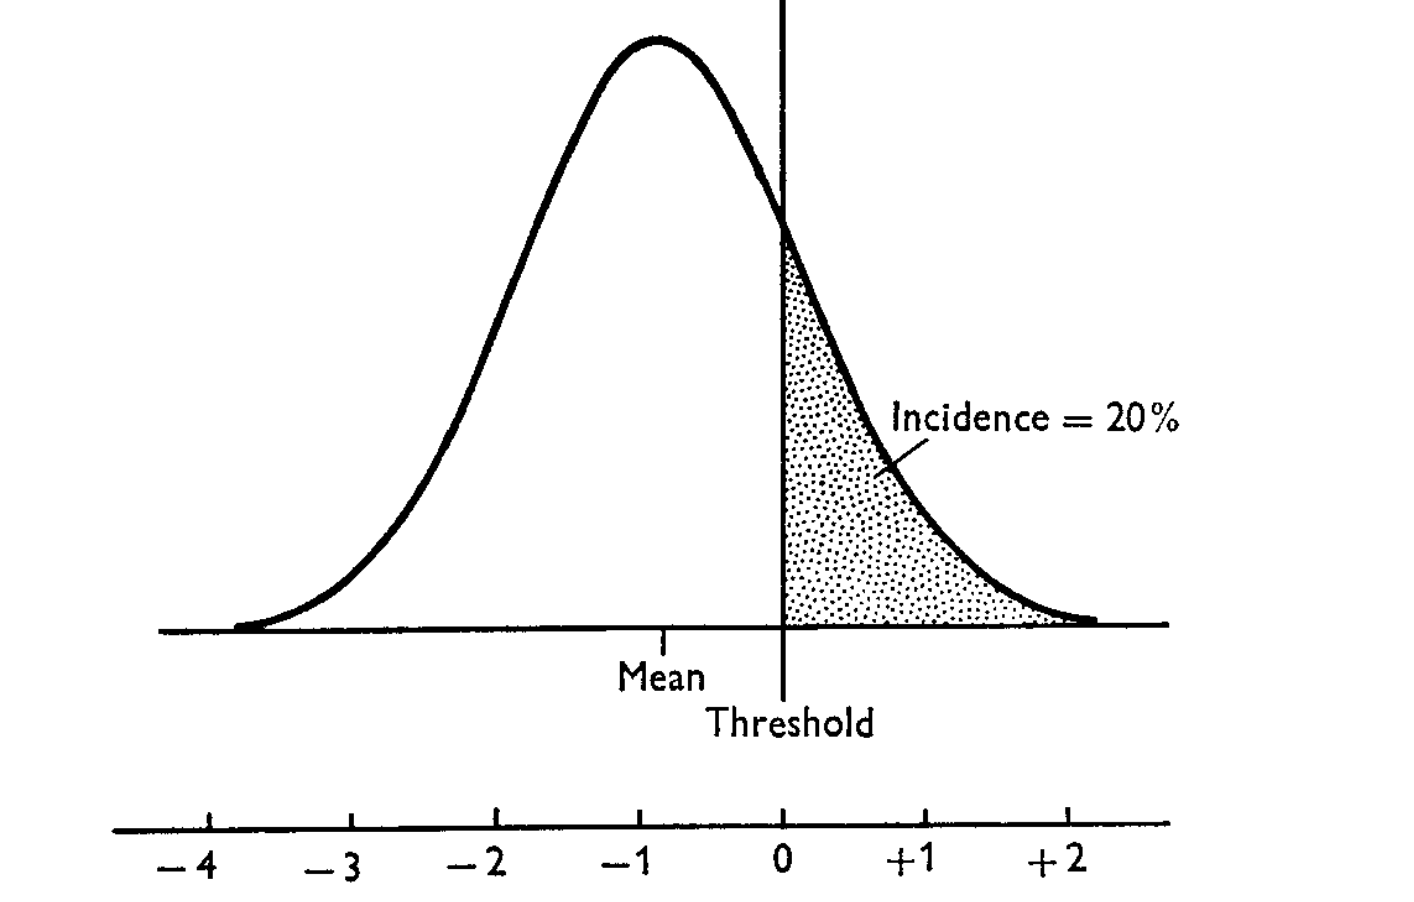 Incidence = 20%
Mean
Threshold
−4 −3 −2 −1 0 +1 +2